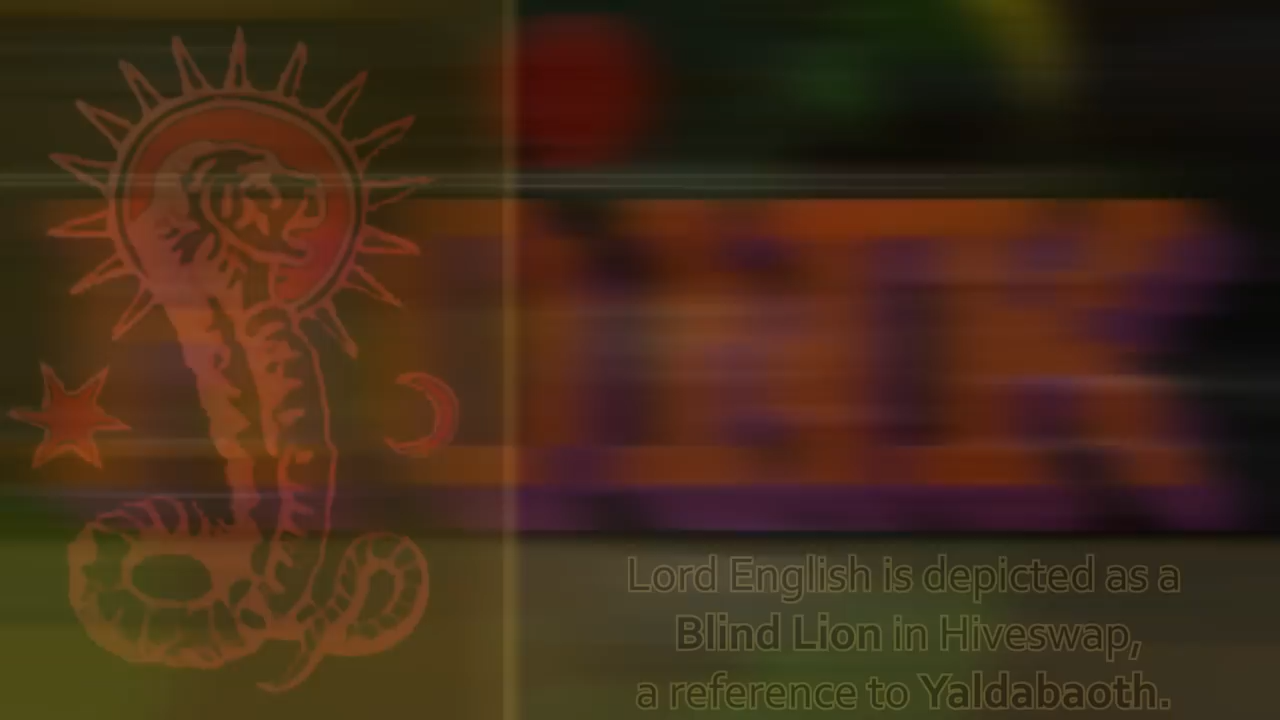 Lord English is depicted as a
Blind Lion in Hiveswap,
a reference to Yaldabaoth.